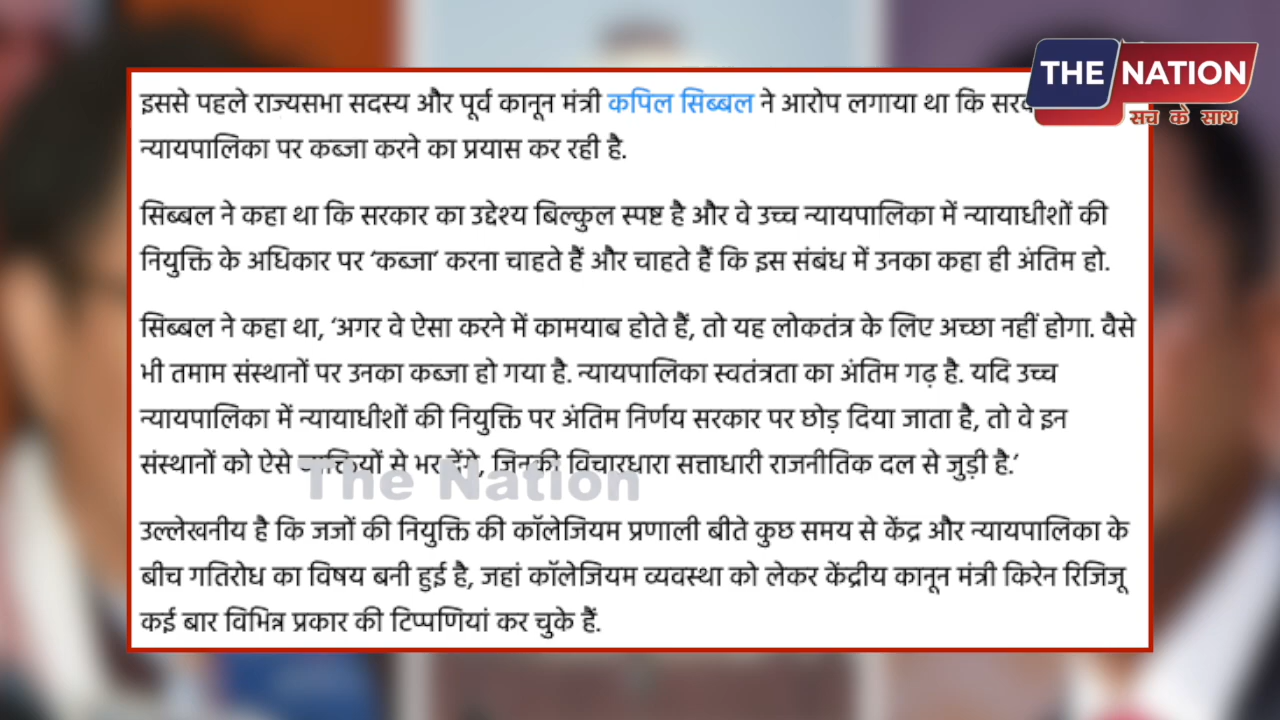 THE NATION
सच के साथ
इससे पहले राज्यसभा सदस्य और पूर्व कानून मंत्री कपिल सिब्बल ने आरोप लगाया था कि
न्यायपालिका पर कब्जा करने का प्रयास कर रही है.
सिब्बल ने कहा था कि सरकार का उद्देश्य बिल्कुल स्पष्ट है और वे उच्च न्यायपालिका में न्यायाधीशों की
नियुक्ति के अधिकार पर ‘कब्जा’ करना चाहते हैं और चाहते हैं कि इस संबंध में उनका कहा ही अंतिम हो.
सिब्बल ने कहा था, ‘अगर वे ऐसा करने में कामयाब होते हैं, तो यह लोकतंत्र के लिए अच्छा नहीं होगा. वैसे
भी तमाम संस्थानों पर उनका कब्जा हो गया है. न्यायपालिका स्वतंत्रता का अंतिम गढ़ है. यदि उच्च
न्यायपालिका में न्यायाधीशों की नियुक्ति पर अंतिम निर्णय सरकार पर छोड़ दिया जाता है, तो वे इन
संस्थानों को ऐसे व्यक्तियों से भर देंगे, जिनकी विचारधारा सत्ताधारी राजनीतिक दल से जुड़ी है.’
The Nation
उल्लेखनीय है कि जजों की नियुक्ति की कॉलेजियम प्रणाली बीते कुछ समय से केंद्र और न्यायपालिका के
बीच गतिरोध का विषय बनी हुई है, जहां कॉलेजियम व्यवस्था को लेकर केंद्रीय कानून मंत्री किरेन रिजिजू
कई बार विभिन्न प्रकार की टिप्पणियां कर चुके हैं.